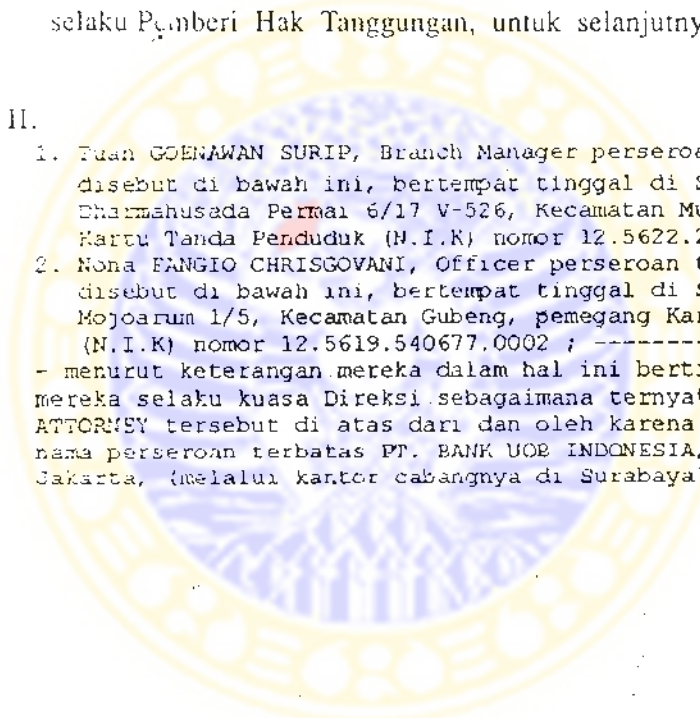 selaku Pemberi Hak Tanggungan, untuk selanjutny
II.
1. Tuan GOENAWAN SURIP, Branch Manager perseroa
disebut di bawah ini, bertempat tinggal di S
Dharmahusada Permai 6/17 V-526, Kecamatan Mu
Kartu Tanda Penduduk (N.I.K) nomor 12.5622.2
2. Nona FANGIO CHRISGOVANI, Officer perseroan t
disebut di bawah ini, bertempat tinggal di S
Mojoarum 1/5, Kecamatan Gubeng, pemegang Kar
(N.I.K) nomor 12.5619.540677.0002 ; --------
- menurut keterangan mereka dalam hal ini berti
mereka selaku kuasa Direksi sebagaimana ternya
ATTORNEY tersebut di atas dari dan oleh karena
nama perseroan terbatas PT. BANK UOB INDONESIA,
Jakarta, (melalui kantor cabangnya di Surabaya